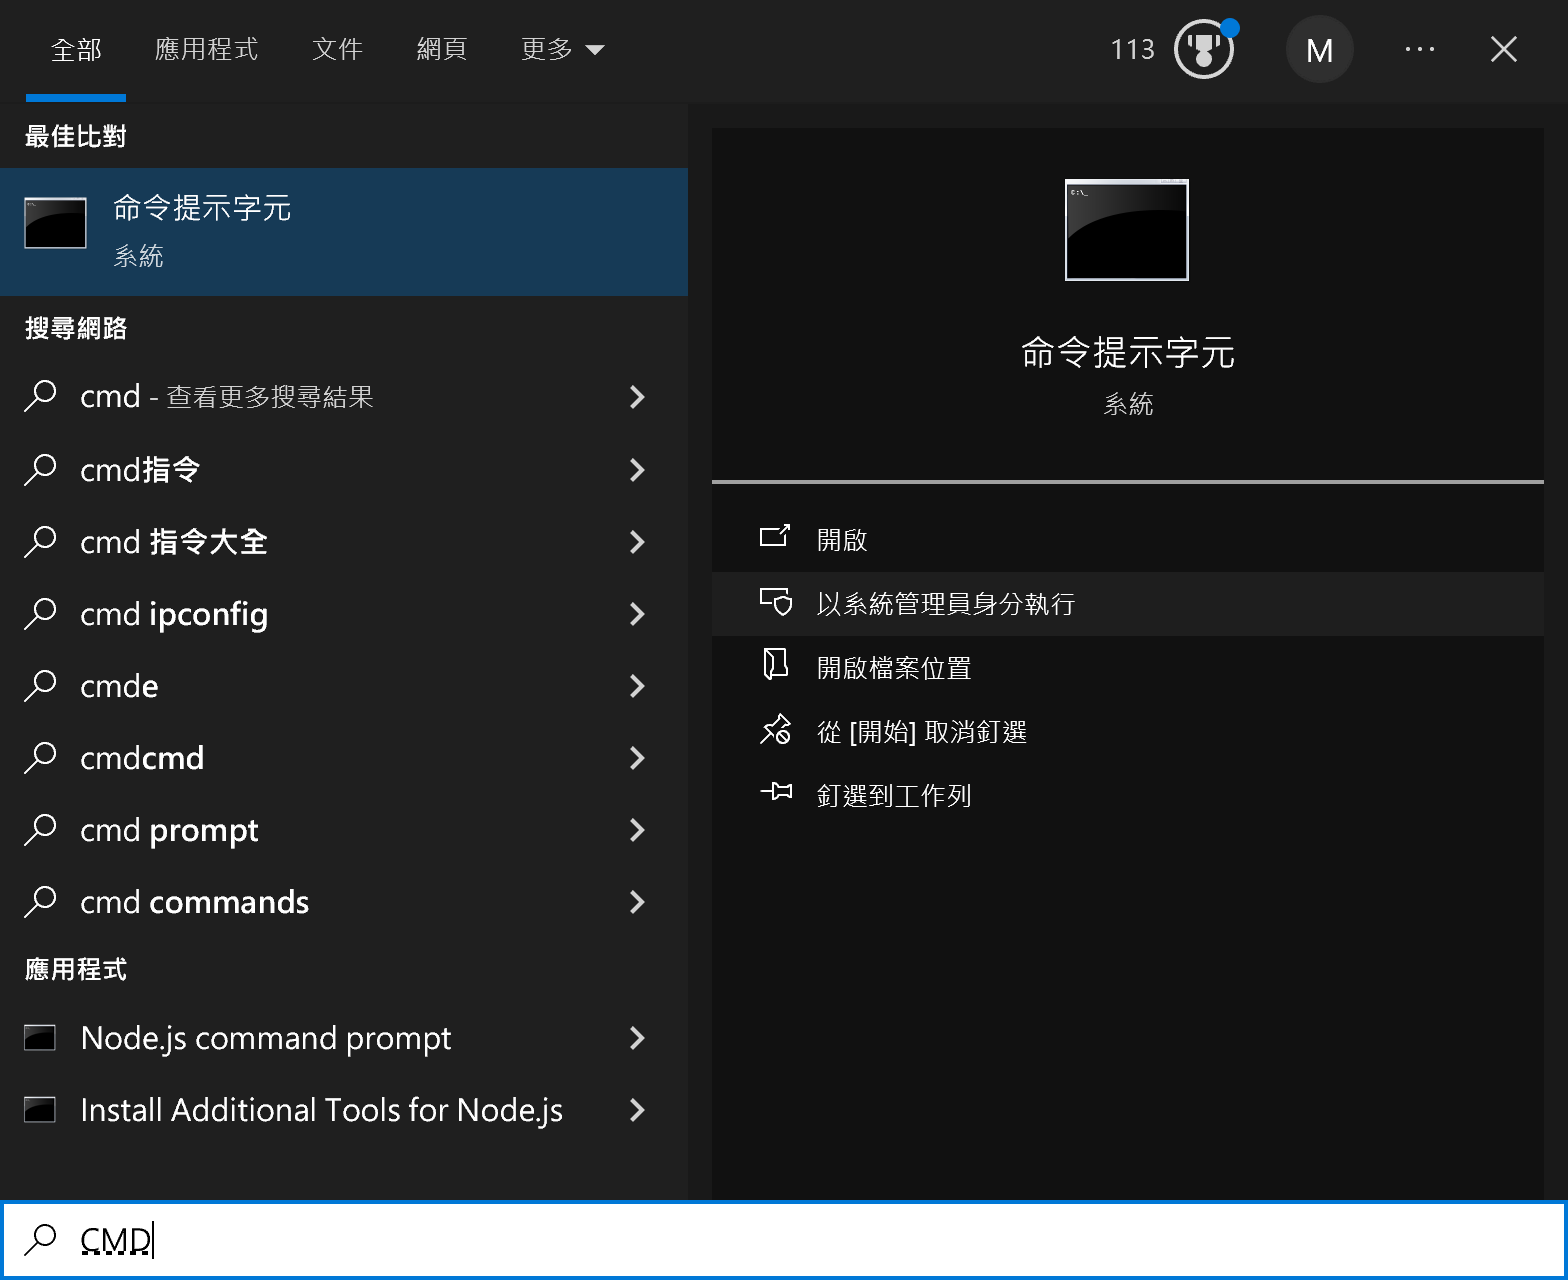 全部
應用程式
文件
網頁
更多
113
M
最佳比對
命令提示字元
系統
搜尋網路
cmd - 查看更多搜尋結果
cmd指令
cmd 指令大全
cmd ipconfig
cmde
cmdcmd
cmd prompt
cmd commands
應用程式
Node.js command prompt
Install Additional Tools for Node.js
命令提示字元
系統
開啟
以系統管理員身分執行
開啟檔案位置
從 [開始] 取消釘選
釘選到工作列
CMD